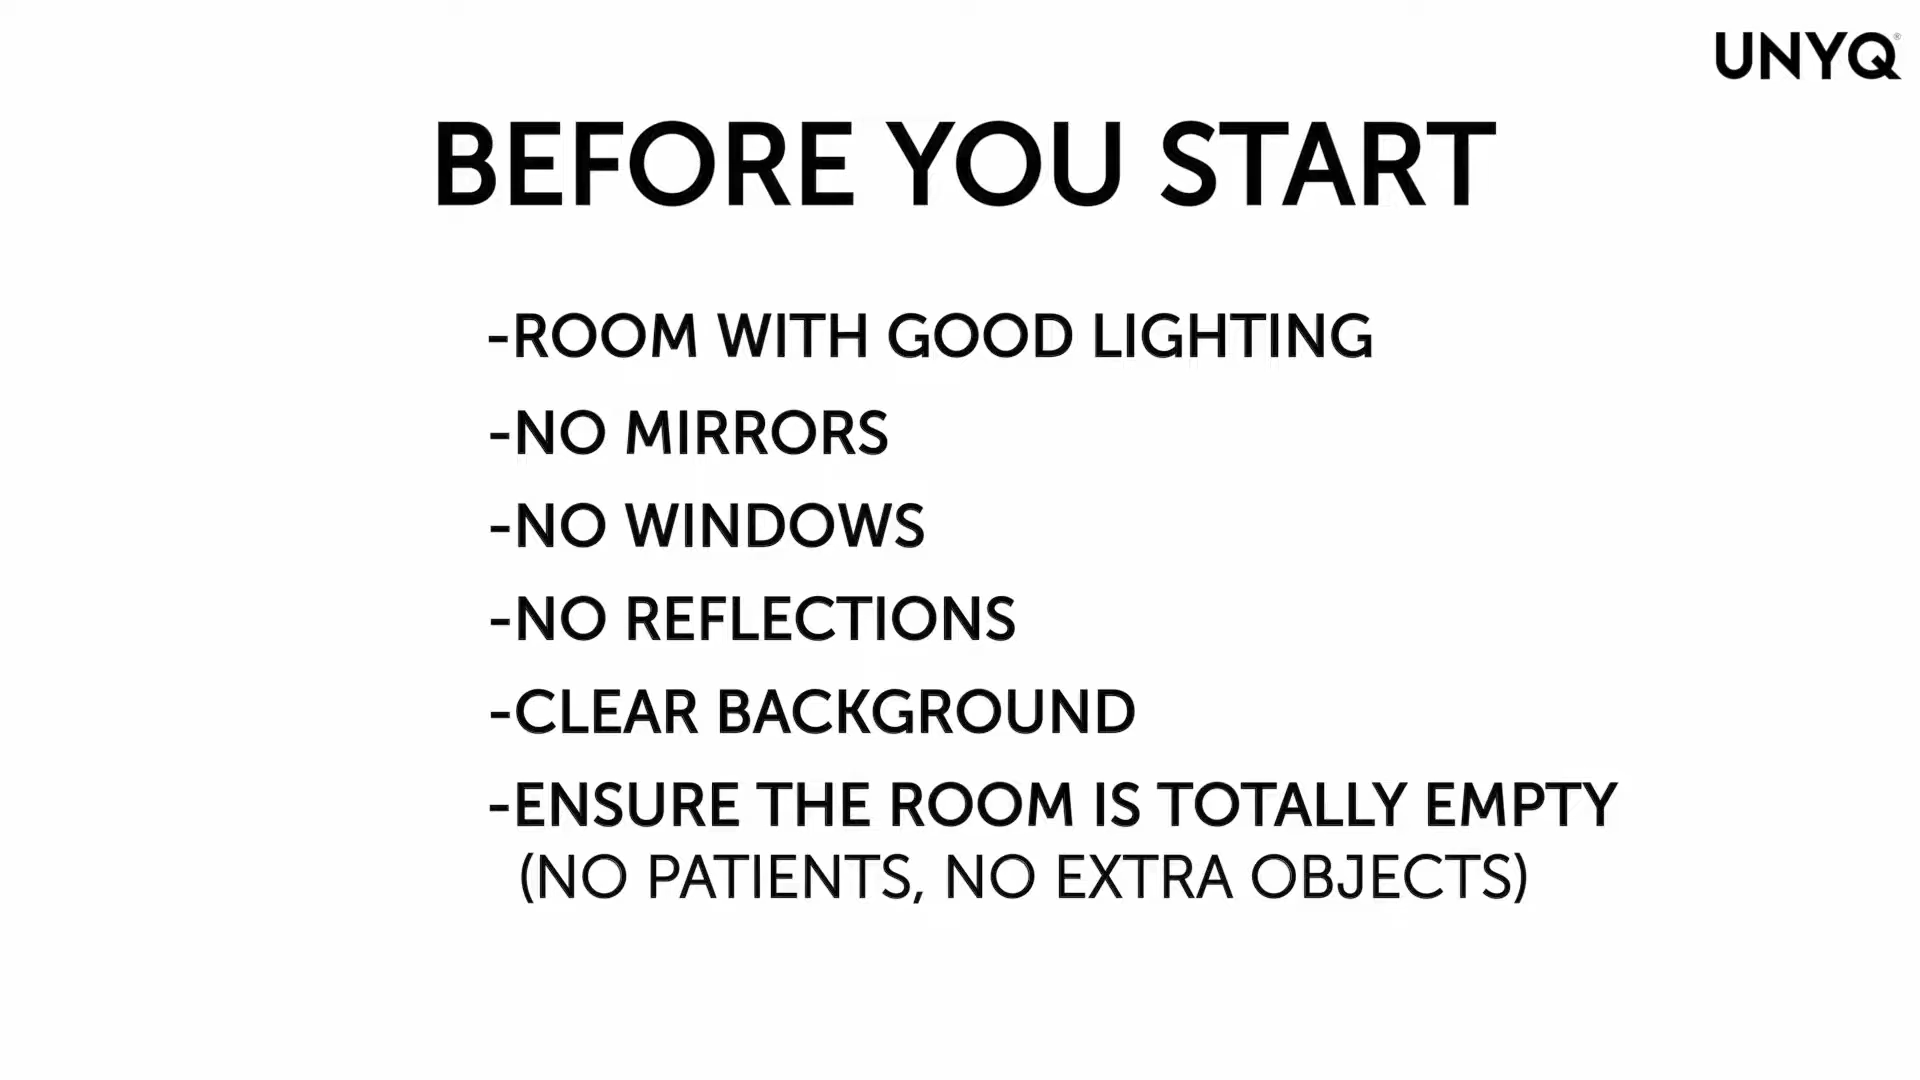 UNYQ®
BEFORE YOU START
-ROOM WITH GOOD LIGHTING
-NO MIRRORS
-NO WINDOWS
-NO REFLECTIONS
-CLEAR BACKGROUND
-ENSURE THE ROOM IS TOTALLY EMPTY
(NO PATIENTS, NO EXTRA OBJECTS)